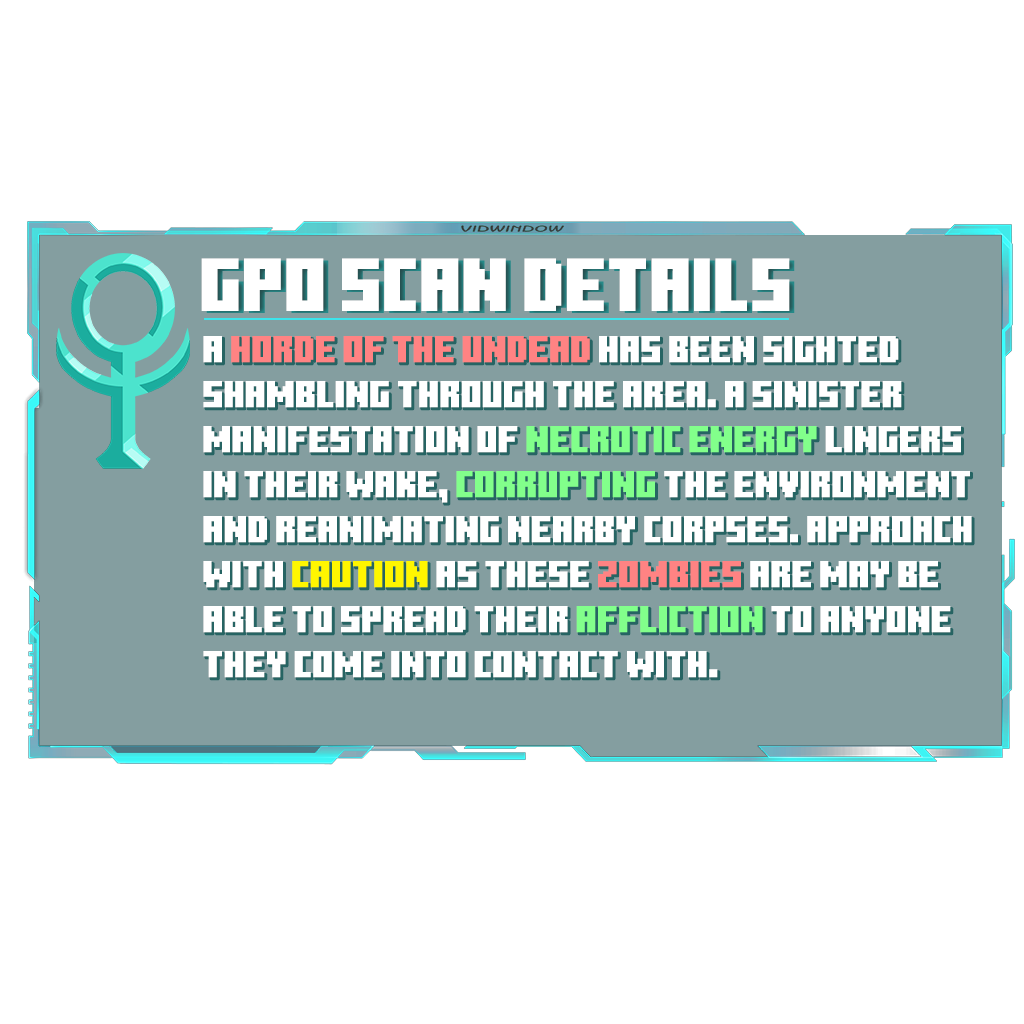 VIDWINDOW
GPO SCAN DETAILS
A HORDE OF THE UNDEAD HAS BEEN SIGHTED
SHAMBLING THROUGH THE AREA. A SINISTER
MANIFESTATION OF NECROTIC ENERGY LINGERS
IN THEIR WAKE, CORRUPTING THE ENVIRONMENT
AND REANIMATING NEARBY CORPSES. APPROACH
WITH CAUTION AS THESE ZOMBIES ARE MAY BE
ABLE TO SPREAD THEIR AFFLICTION TO ANYONE
THEY COME INTO CONTACT WITH.